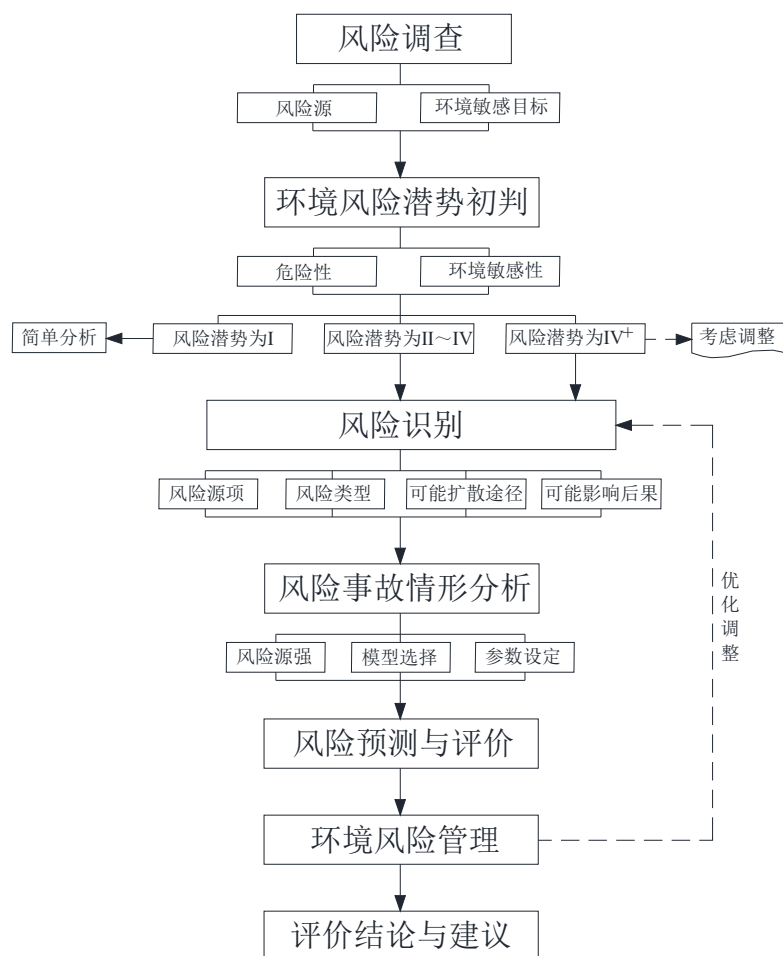 风险调查
风险源
环境敏感目标
环境风险潜势初判
危险性
环境敏感性
简单分析
风险潜势为I
风险潜势为II～IV
风险潜势为IV+
考虑调整
风险识别
风险源项
风险类型
可能扩散途径
可能影响后果
风险事故情形分析
优化调整
风险源强
模型选择
参数设定
风险预测与评价
环境风险管理
评价结论与建议